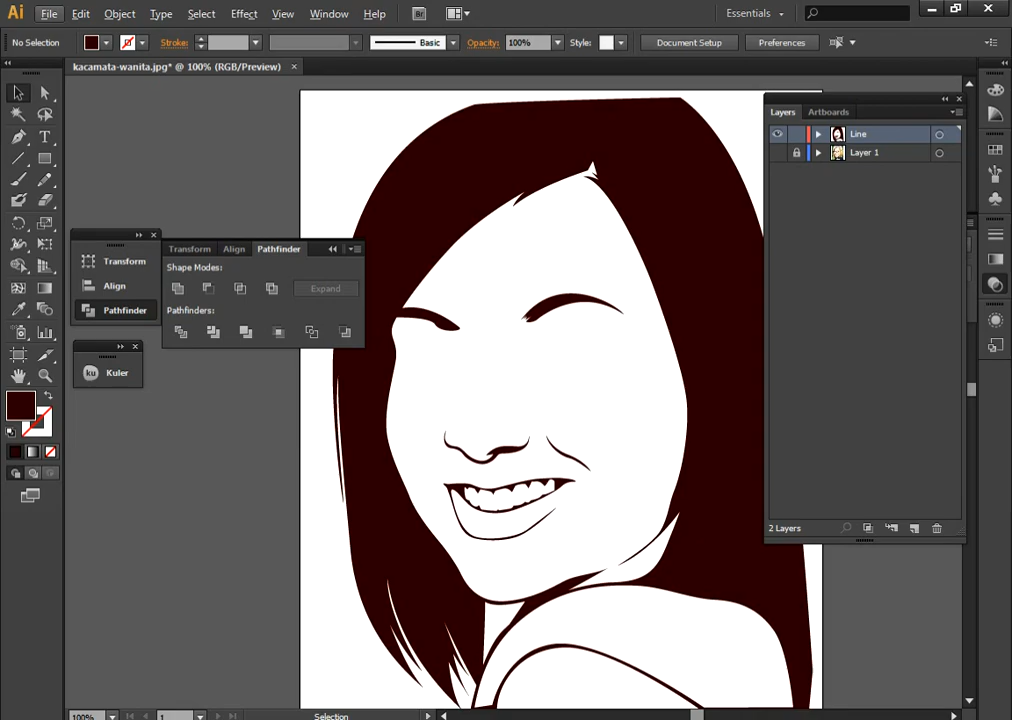 Ai File Edit Object Type Select Effect View Window Help Br Essentials
No Selection Stroke: Basic Opacity: 100% Style: Document Setup Preferences
kacamata-wanita.jpg* @ 100% (RGB/Preview) ×
Layers Artboards
Line
Layer 1
2 Layers
Transform
Align
Pathfinder
Transform Align Pathfinder
Shape Modes:
Expand
Pathfinders:
ku Kuler
100% 1 Selection